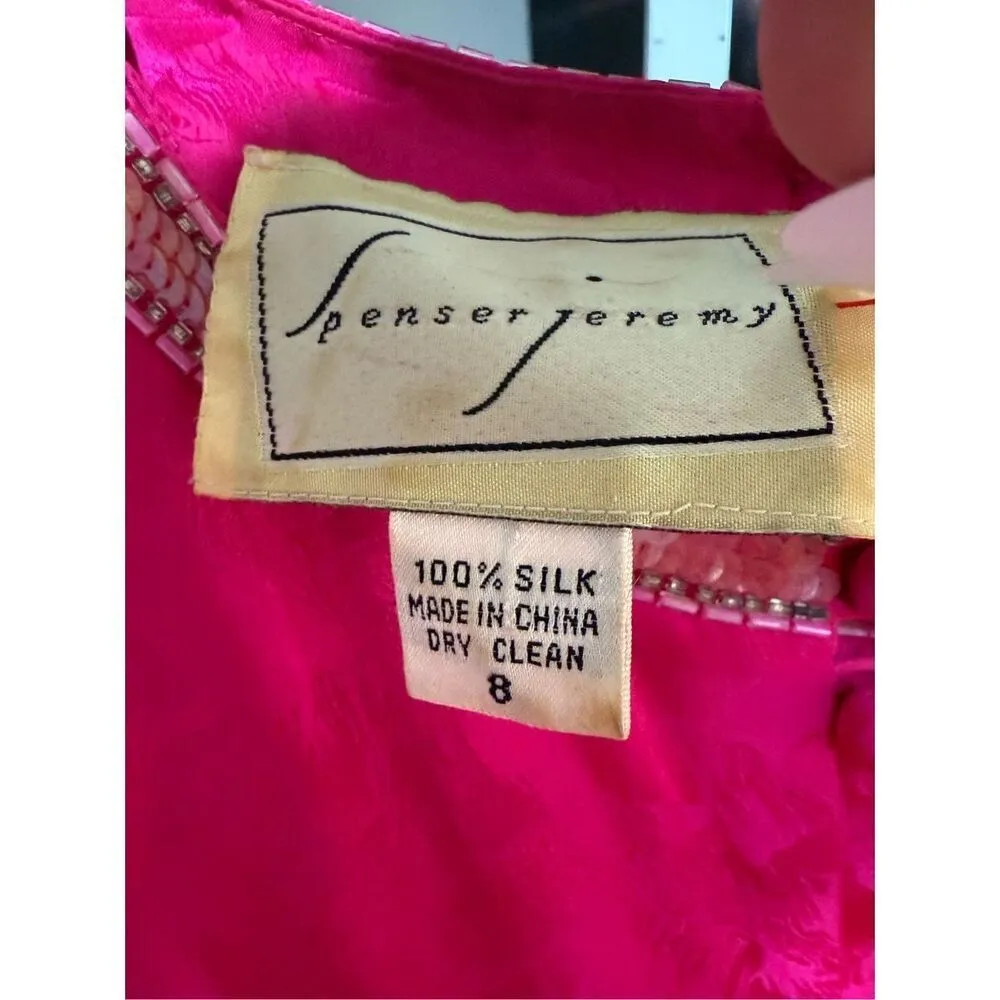 Spenser Jeremy
100% SILK
MADE IN CHINA
DRY CLEAN
8